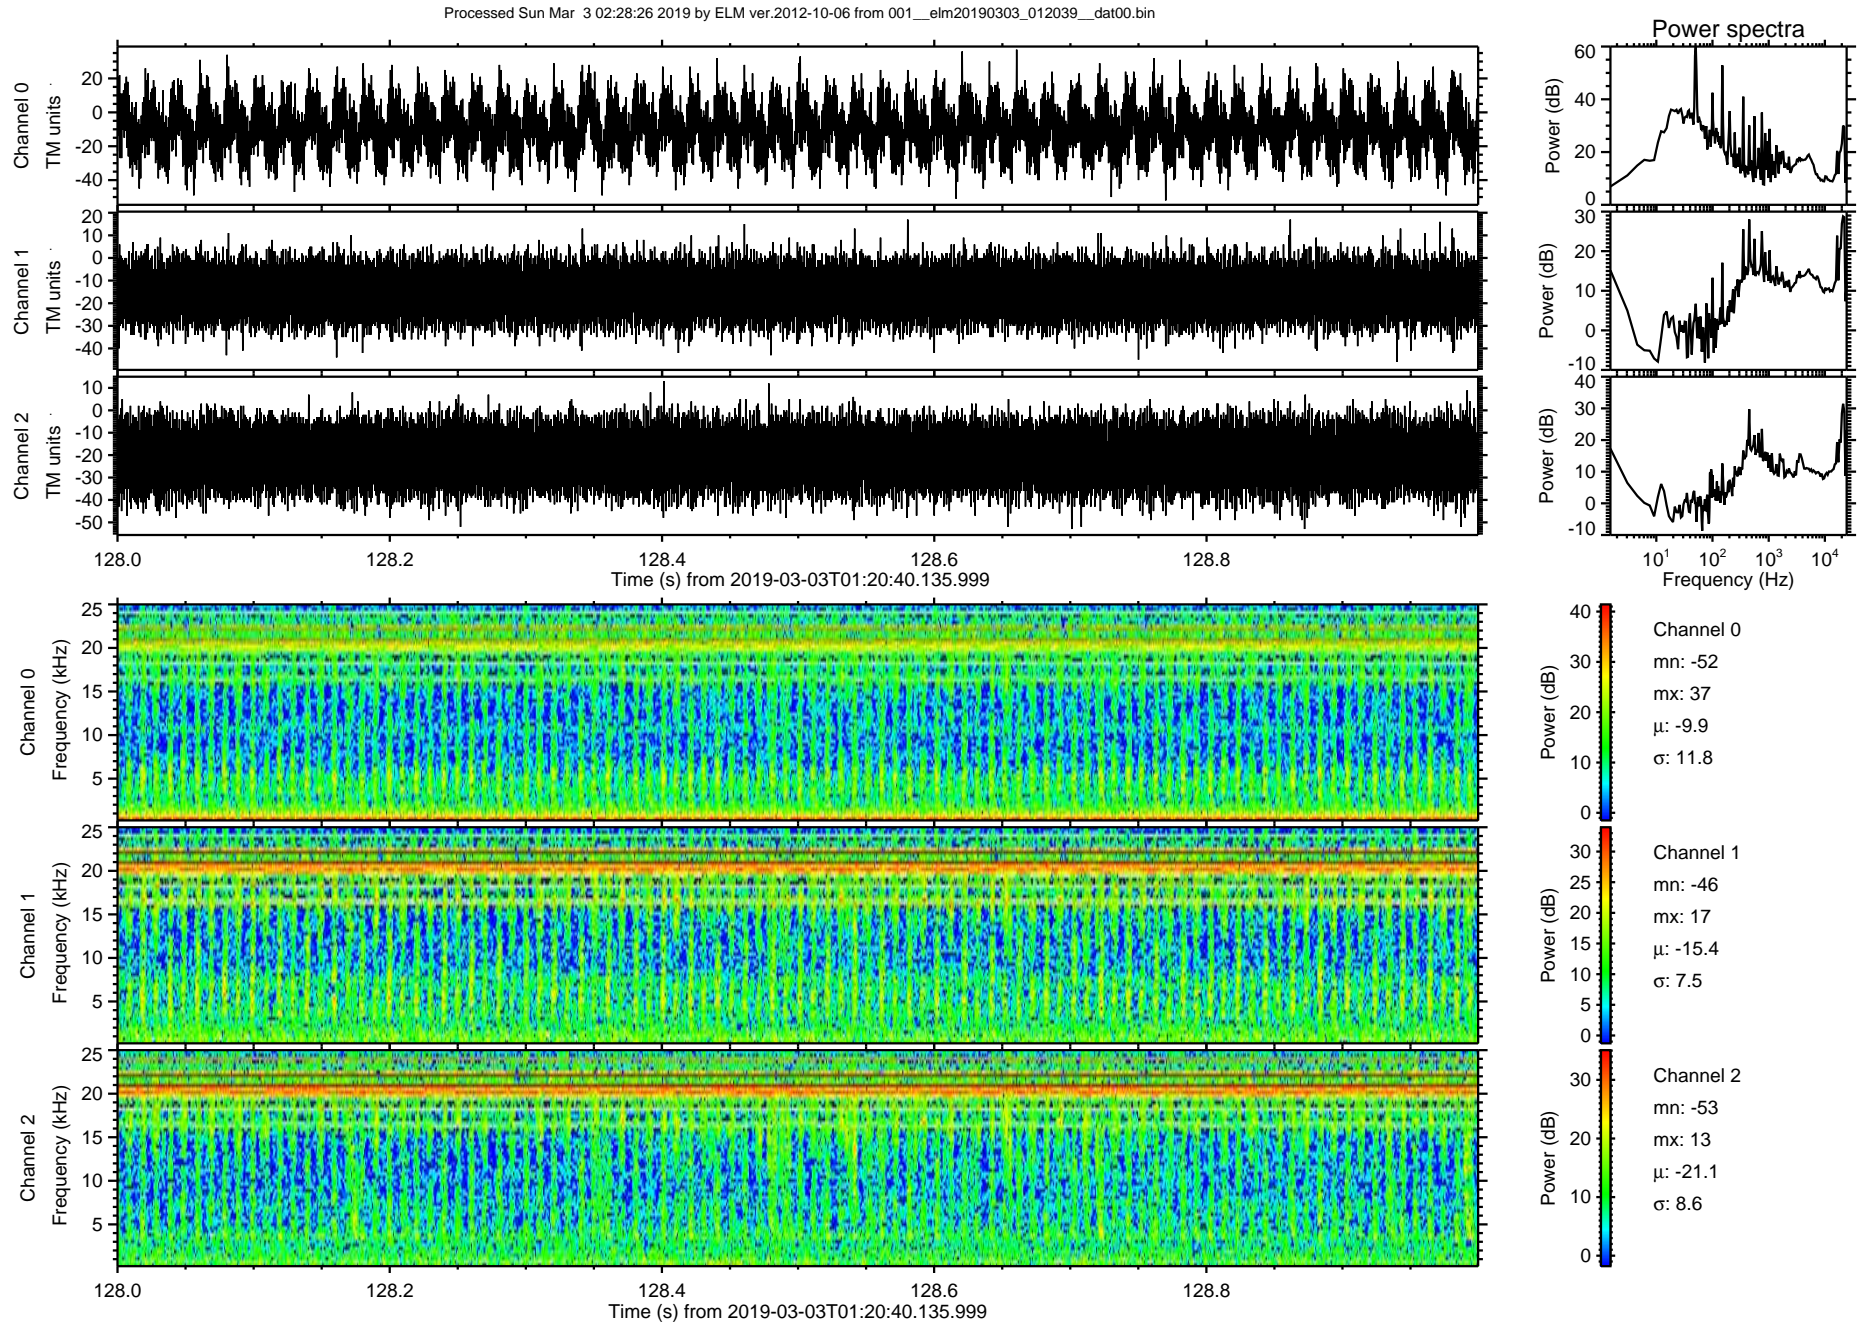 Processed Sun Mar  3 02:28:26 2019 by ELM ver.2012-10-06 from 001__elm20190303_012039__dat00.bin
Power spectra
Channel 0
TM units
20
0
-20
-40
Power (dB)
60
40
20
0
Channel 1
TM units
20
10
0
-10
-20
-30
-40
Power (dB)
30
20
10
0
-10
Channel 2
TM units
10
0
-10
-20
-30
-40
-50
Power (dB)
40
30
20
10
0
-10
128.0 128.2 128.4 128.6 128.8
Time (s) from 2019-03-03T01:20:40.135.999
10^1 10^2 10^3 10^4
Frequency (Hz)
Channel 0
Frequency (kHz)
25
20
15
10
5
Power (dB)
40
30
20
10
0
Channel 0
mn: -52
mx: 37
μ: -9.9
σ: 11.8
Channel 1
Frequency (kHz)
25
20
15
10
5
Power (dB)
30
25
20
15
10
5
0
Channel 1
mn: -46
mx: 17
μ: -15.4
σ: 7.5
Channel 2
Frequency (kHz)
25
20
15
10
5
Power (dB)
30
20
10
0
Channel 2
mn: -53
mx: 13
μ: -21.1
σ: 8.6
128.0 128.2 128.4 128.6 128.8
Time (s) from 2019-03-03T01:20:40.135.999